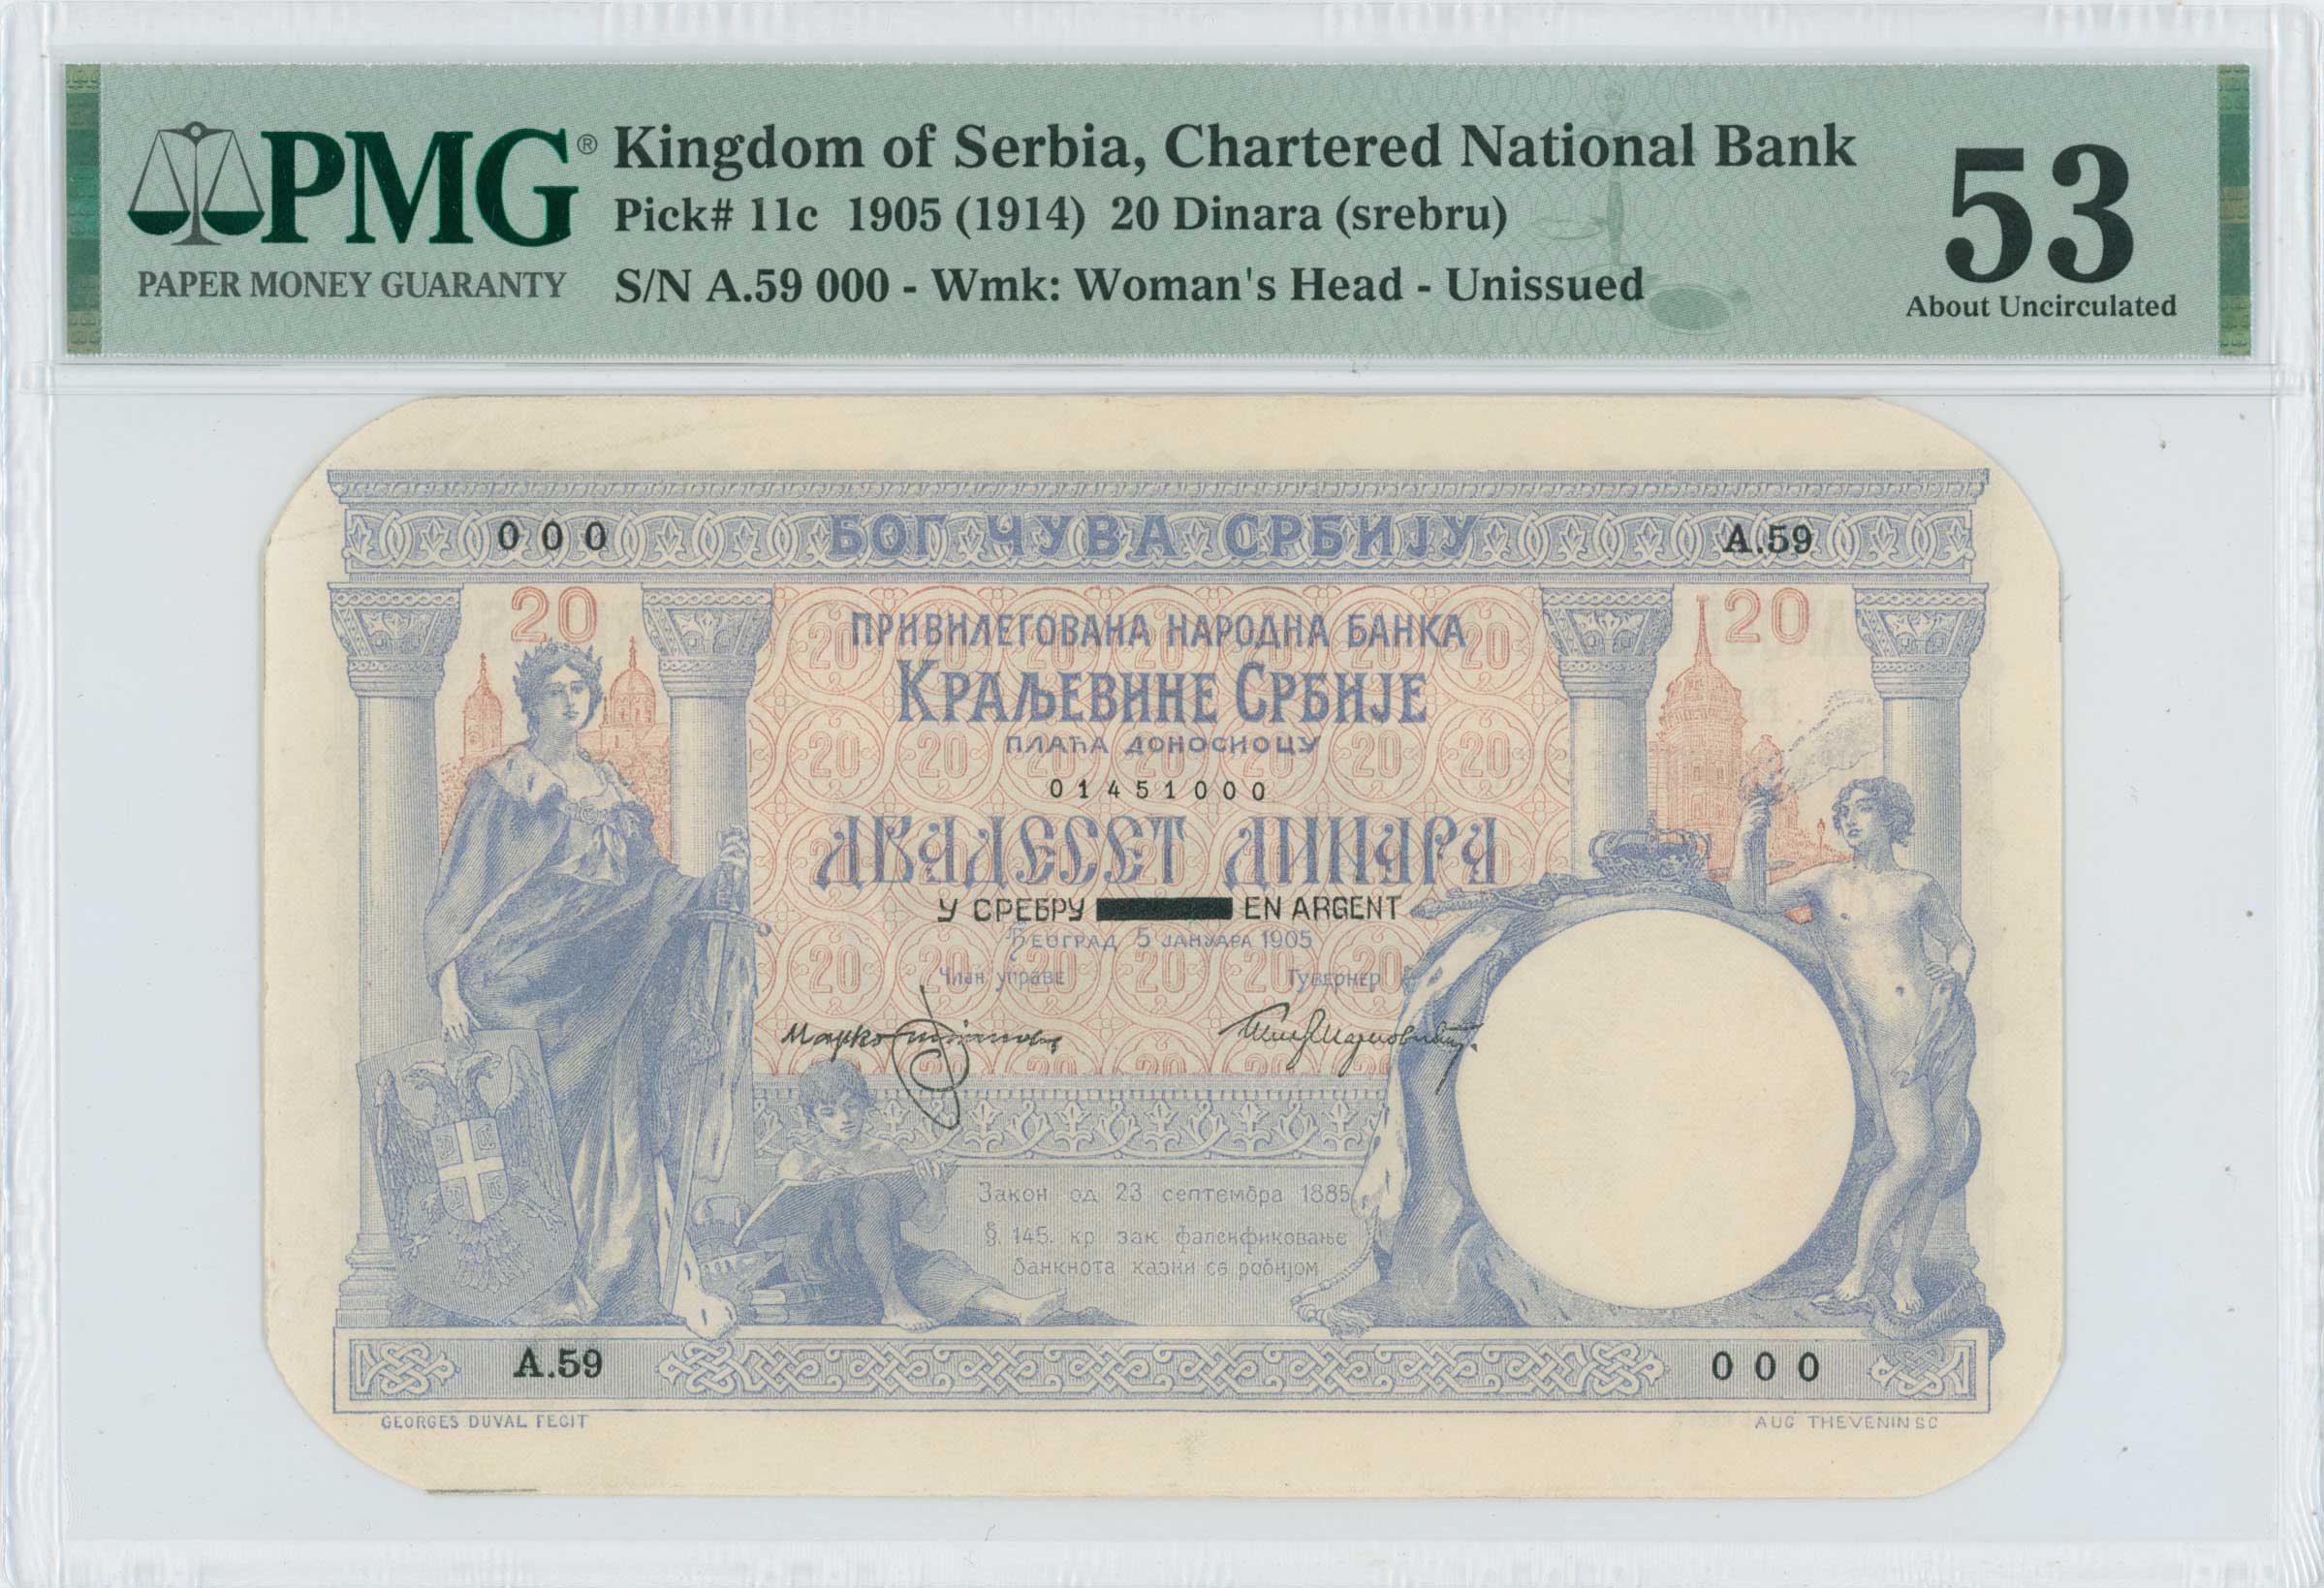 PMG®
PAPER MONEY GUARANTY
Kingdom of Serbia, Chartered National Bank
Pick# 11c 1905 (1914) 20 Dinara (srebru)
S/N A.59 000 - Wmk: Woman's Head - Unissued
53
About Uncirculated
000
БОГ ЧУВА СРБИЈУ
A.59
20
20
ПРИВИЛЕГОВАНА НАРОДНА БАНКА
КРАЉЕВИНЕ СРБИЈЕ
ПЛАЋА ДОНОСИОЦУ
01451000
ДВАДЕСЕТ ДИНАРА
У СРЕБРУ EN ARGENT
БЕОГРАД 5 ЈАНУАРА 1905
Члан управе
Гувернер
Закон од 23 септембра 1885
§. 145. кр зак фалсификовање
банкнота казни се робијом
A.59
000
GEORGES DUVAL FECIT
AUG THEVENIN SC